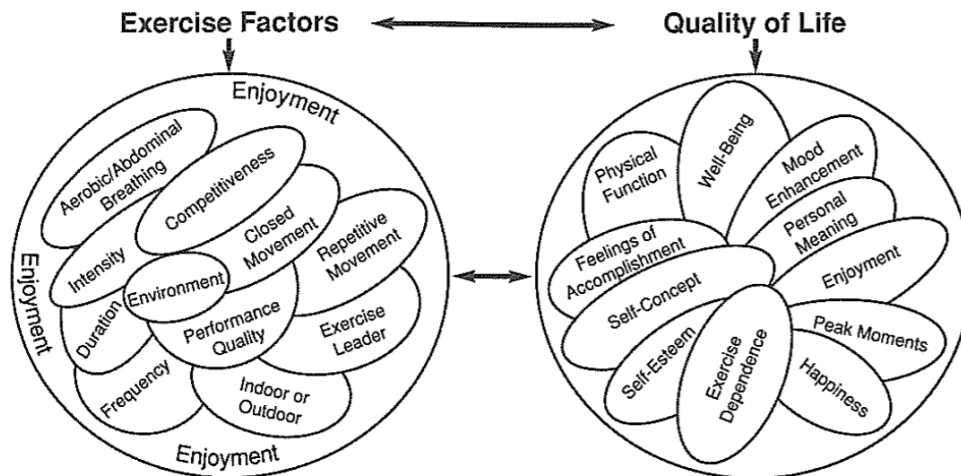 Exercise Factors
Quality of Life
Enjoyment
Aerobic/Abdominal
Breathing
Competitiveness
Intensity
Closed
Movement
Repetitive
Movement
Environment
Enjoyment
Duration
Performance
Quality
Exercise
Leader
Frequency
Indoor or
Outdoor
Enjoyment
Physical
Function
Well-Being
Mood
Enhancement
Personal
Meaning
Feelings of
Accomplishment
Enjoyment
Self-Concept
Self-Esteem
Exercise
Dependence
Peak Moments
Happiness